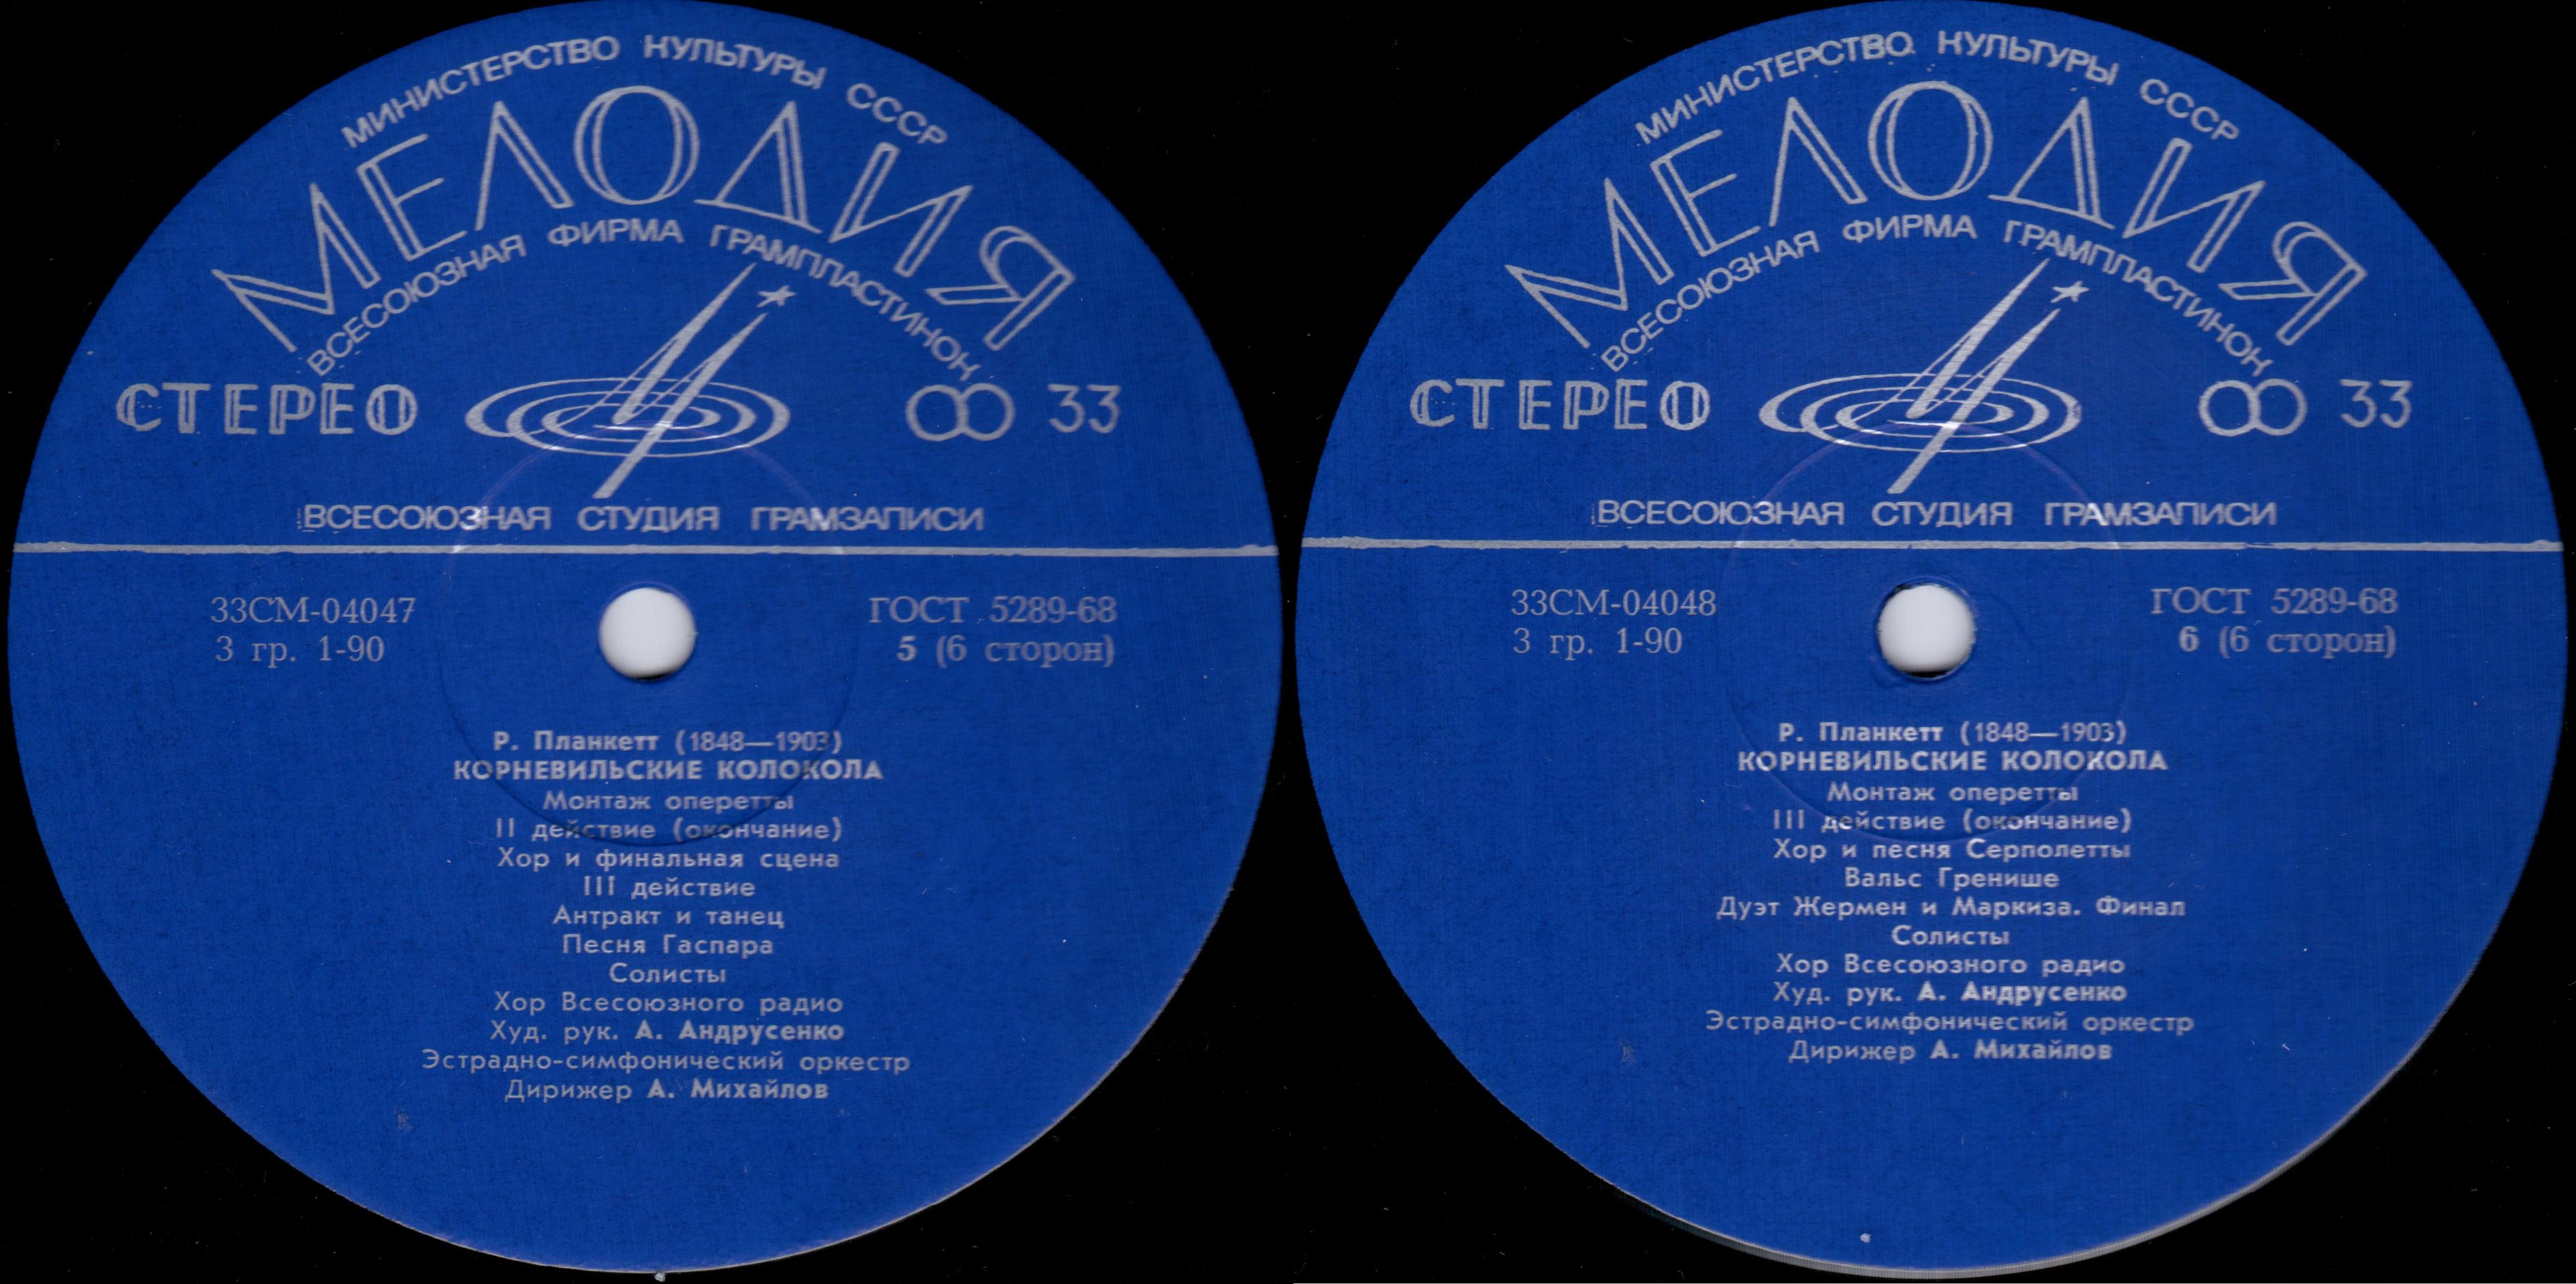 МИНИСТЕРСТВО КУЛЬТУРЫ СССР
МЕЛОДИЯ
ВСЕСОЮЗНАЯ ФИРМА ГРАМПЛАСТИНОК
СТЕРЕО
33
ВСЕСОЮЗНАЯ СТУДИЯ ГРАМЗАПИСИ
33СМ-04047
3 гр. 1-90
ГОСТ 5289-68
5 (6 сторон)
Р. Планкетт (1848—1903)
КОРНЕВИЛЬСКИЕ КОЛОКОЛА
Монтаж оперетты
II действие (окончание)
Хор и финальная сцена
III действие
Антракт и танец
Песня Гаспара
Солисты
Хор Всесоюзного радио
Худ. рук. А. Андрусенко
Эстрадно-симфонический оркестр
Дирижер А. Михайлов
МИНИСТЕРСТВО КУЛЬТУРЫ СССР
МЕЛОДИЯ
ВСЕСОЮЗНАЯ ФИРМА ГРАМПЛАСТИНОК
СТЕРЕО
33
ВСЕСОЮЗНАЯ СТУДИЯ ГРАМЗАПИСИ
33СМ-04048
3 гр. 1-90
ГОСТ 5289-68
6 (6 сторон)
Р. Планкетт (1848—1903)
КОРНЕВИЛЬСКИЕ КОЛОКОЛА
Монтаж оперетты
III действие (окончание)
Хор и песня Серполетты
Вальс Гренише
Дуэт Жермен и Маркиза. Финал
Солисты
Хор Всесоюзного радио
Худ. рук. А. Андрусенко
Эстрадно-симфонический оркестр
Дирижер А. Михайлов